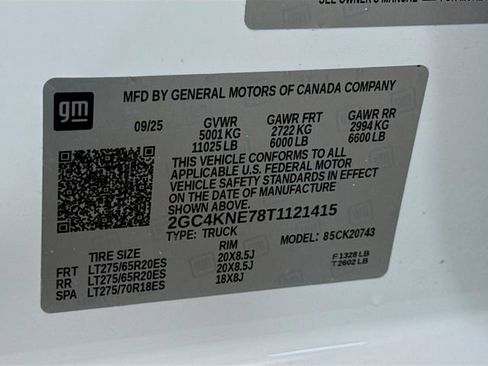 SEE OWNER'S MANUAL
gm
MFD BY GENERAL MOTORS OF CANADA COMPANY
09/25 GVWR GAWR FRT GAWR RR
5001 KG 2722 KG 2994 KG
11025 LB 6000 LB 6600 LB
THIS VEHICLE CONFORMS TO ALL
APPLICABLE U.S. FEDERAL MOTOR
VEHICLE SAFETY STANDARDS IN EFFECT
ON THE DATE OF MANUFACTURE
SHOWN ABOVE.
2GC4KNE78T1121415
TYPE: TRUCK MODEL: 85CK20743
TIRE SIZE RIM
FRT LT275/65R20ES 20X8.5J F1328 LB
RR LT275/65R20ES 20X8.5J T2602 LB
SPA LT275/70R18ES 18X8J